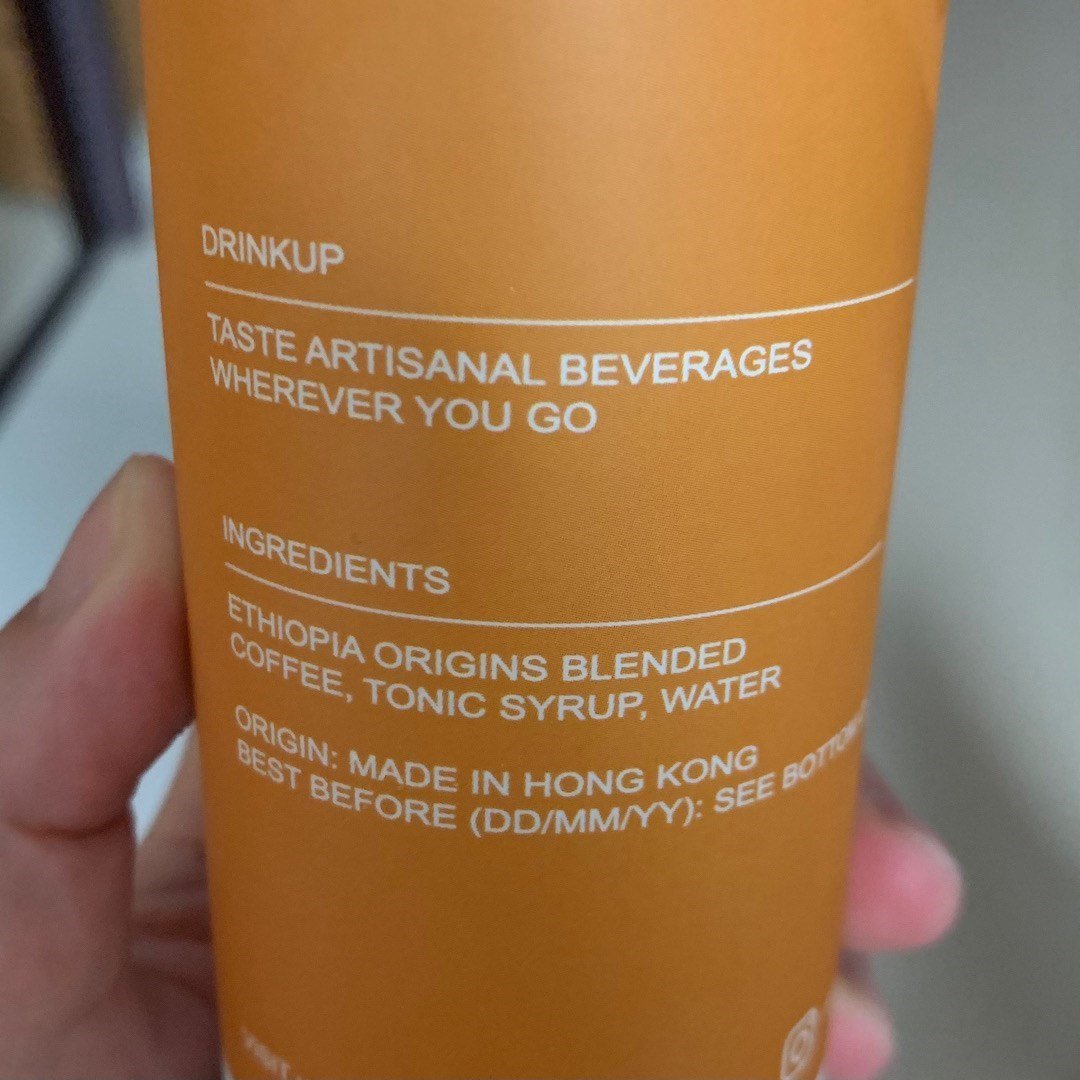 DRINKUP
TASTE ARTISANAL BEVERAGES
WHEREVER YOU GO
INGREDIENTS
ETHIOPIA ORIGINS BLENDED
COFFEE, TONIC SYRUP, WATER
ORIGIN: MADE IN HONG KONG
BEST BEFORE (DD/MM/YY): SEE BOTTOM